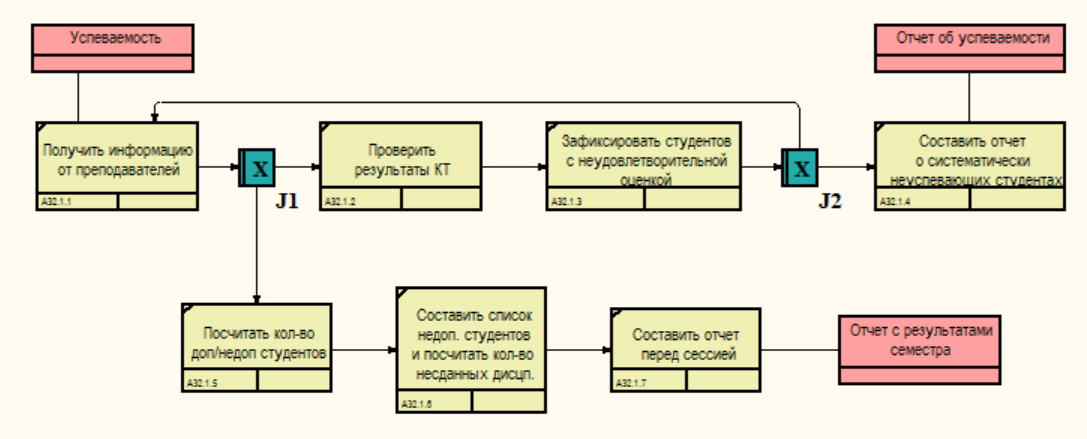 Успеваемость
Отчет об успеваемости
Получить информацию
от преподавателей
A32.1.1
X
J1
Проверить
результаты КТ
A32.1.2
Зафиксировать студентов
с неудовлетворительной
оценкой
A32.1.3
X
J2
Составить отчет
о систематически
неуспевающих студентах
A32.1.4
Посчитать кол-во
доп/недоп студентов
A32.1.5
Составить список
недоп. студентов
и посчитать кол-во
несданных дисцп.
A32.1.6
Составить отчет
перед сессией
A32.1.7
Отчет с результатами
семестра